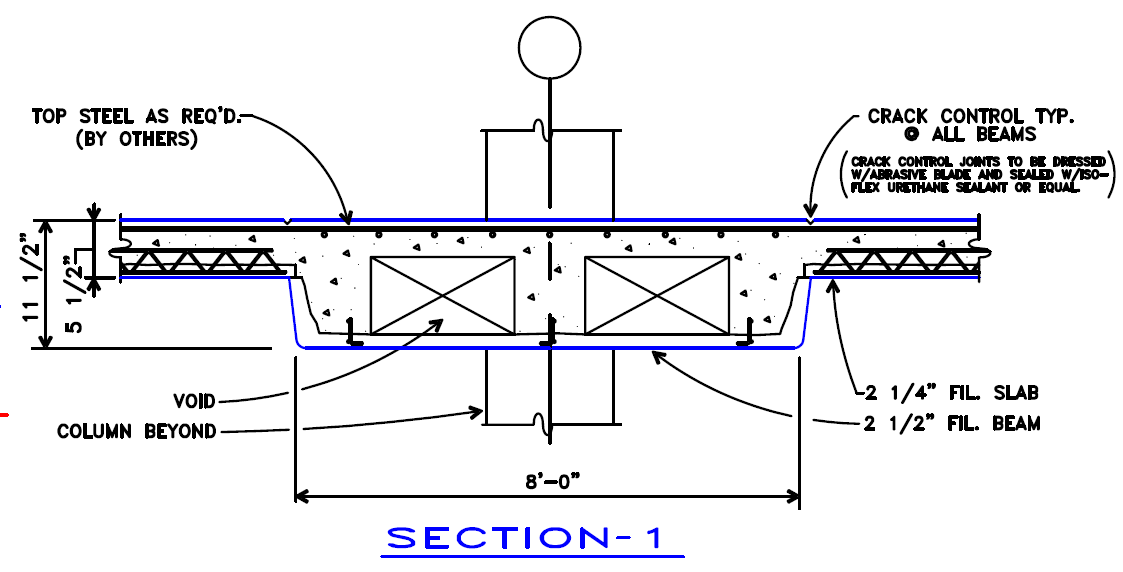 TOP STEEL AS REQ'D.
(BY OTHERS)
CRACK CONTROL TYP.
@ ALL BEAMS
(CRACK CONTROL JOINTS TO BE DRESSED
W/ABRASIVE BLADE AND SEALED W/ISO-
FLEX URETHANE SEALANT OR EQUAL.)
11 1/2"
5 1/2"
VOID
COLUMN BEYOND
2 1/4" FIL. SLAB
2 1/2" FIL. BEAM
8'-0"
SECTION-1